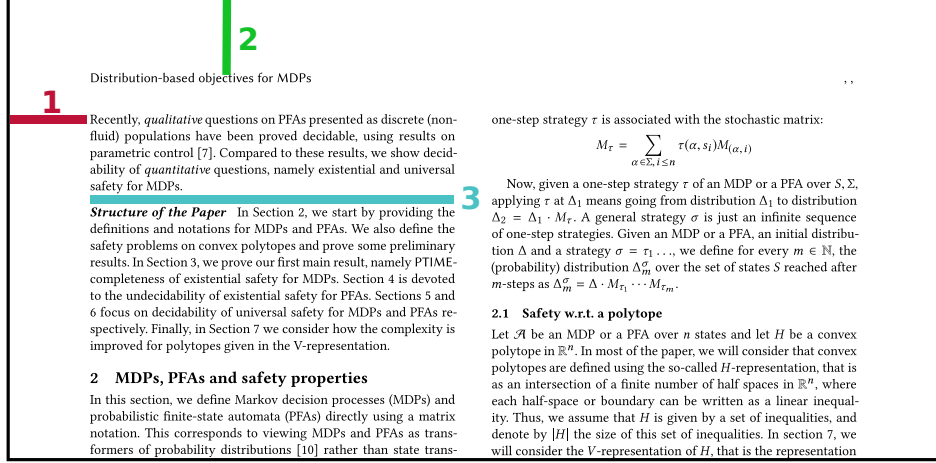 2
Distribution-based objectives for MDPs
, ,
1
Recently, qualitative questions on PFAs presented as discrete (non-
fluid) populations have been proved decidable, using results on
parametric control [7]. Compared to these results, we show decid-
ability of quantitative questions, namely existential and universal
safety for MDPs.
3
Structure of the Paper In Section 2, we start by providing the
definitions and notations for MDPs and PFAs. We also define the
safety problems on convex polytopes and prove some preliminary
results. In Section 3, we prove our first main result, namely PTIME-
completeness of existential safety for MDPs. Section 4 is devoted
to the undecidability of existential safety for PFAs. Sections 5 and
6 focus on decidability of universal safety for MDPs and PFAs re-
spectively. Finally, in Section 7 we consider how the complexity is
improved for polytopes given in the V-representation.
2 MDPs, PFAs and safety properties
In this section, we define Markov decision processes (MDPs) and
probabilistic finite-state automata (PFAs) directly using a matrix
notation. This corresponds to viewing MDPs and PFAs as trans-
formers of probability distributions [10] rather than state trans-
one-step strategy τ is associated with the stochastic matrix:
M_τ = ∑_{α∈Σ, i≤n} τ(α, s_i)M_{(α,i)}
Now, given a one-step strategy τ of an MDP or a PFA over S, Σ,
applying τ at Δ₁ means going from distribution Δ₁ to distribution
Δ₂ = Δ₁ · M_τ. A general strategy σ is just an infinite sequence
of one-step strategies. Given an MDP or a PFA, an initial distribu-
tion Δ and a strategy σ = τ₁ . . ., we define for every m ∈ ℕ, the
(probability) distribution Δ_m^σ over the set of states S reached after
m-steps as Δ_m^σ = Δ · M_{τ₁} · · · M_{τ_m}.
2.1 Safety w.r.t. a polytope
Let 𝒜 be an MDP or a PFA over n states and let H be a convex
polytope in ℝⁿ. In most of the paper, we will consider that convex
polytopes are defined using the so-called H-representation, that is
as an intersection of a finite number of half spaces in ℝⁿ, where
each half-space or boundary can be written as a linear inequal-
ity. Thus, we assume that H is given by a set of inequalities, and
denote by |H| the size of this set of inequalities. In section 7, we
will consider the V-representation of H, that is the representation